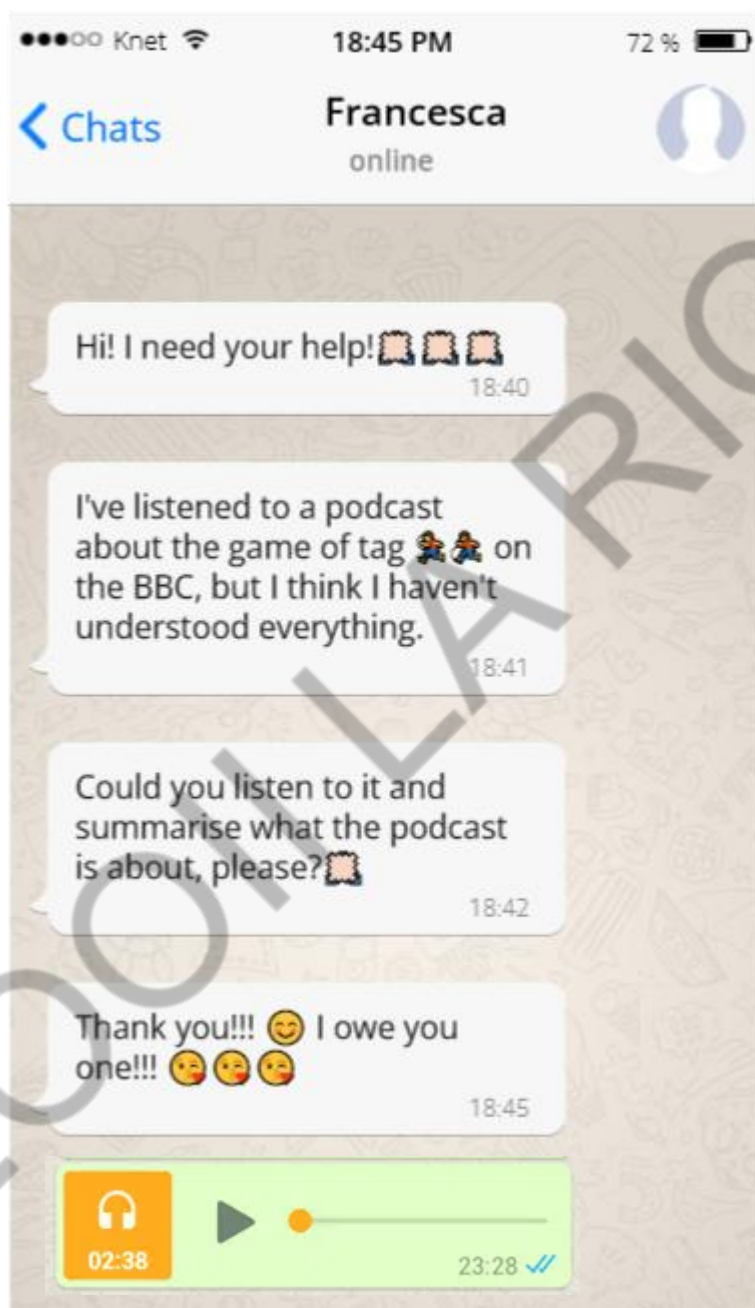 Knet 18:45 PM 72 %
Chats Francesca
online
Hi! I need your help!
18:40
I've listened to a podcast
about the game of tag on
the BBC, but I think I haven't
understood everything.
18:41
Could you listen to it and
summarise what the podcast
is about, please?
18:42
Thank you!!! 😊 I owe you
one!!! 😘😘😘
18:45
02:38 23:28